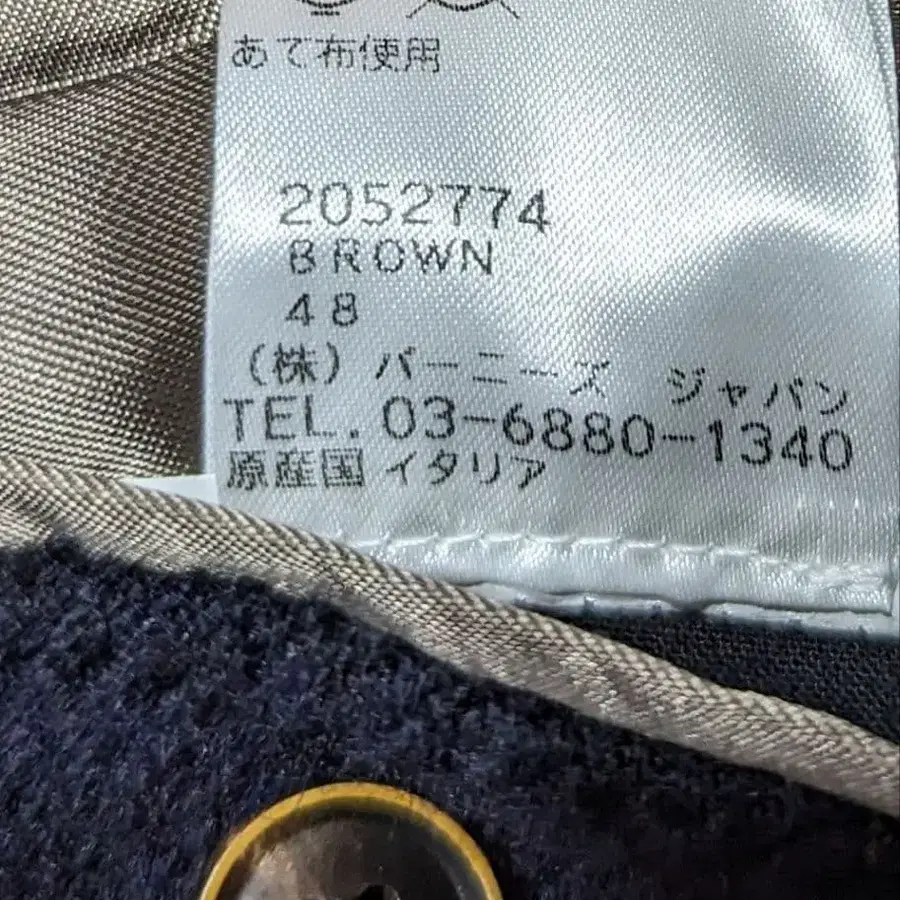 あて布使用
2052774
BROWN
48
（株）バーニーズ ジャパン
TEL. 03-6880-1340
原産国 イタリア